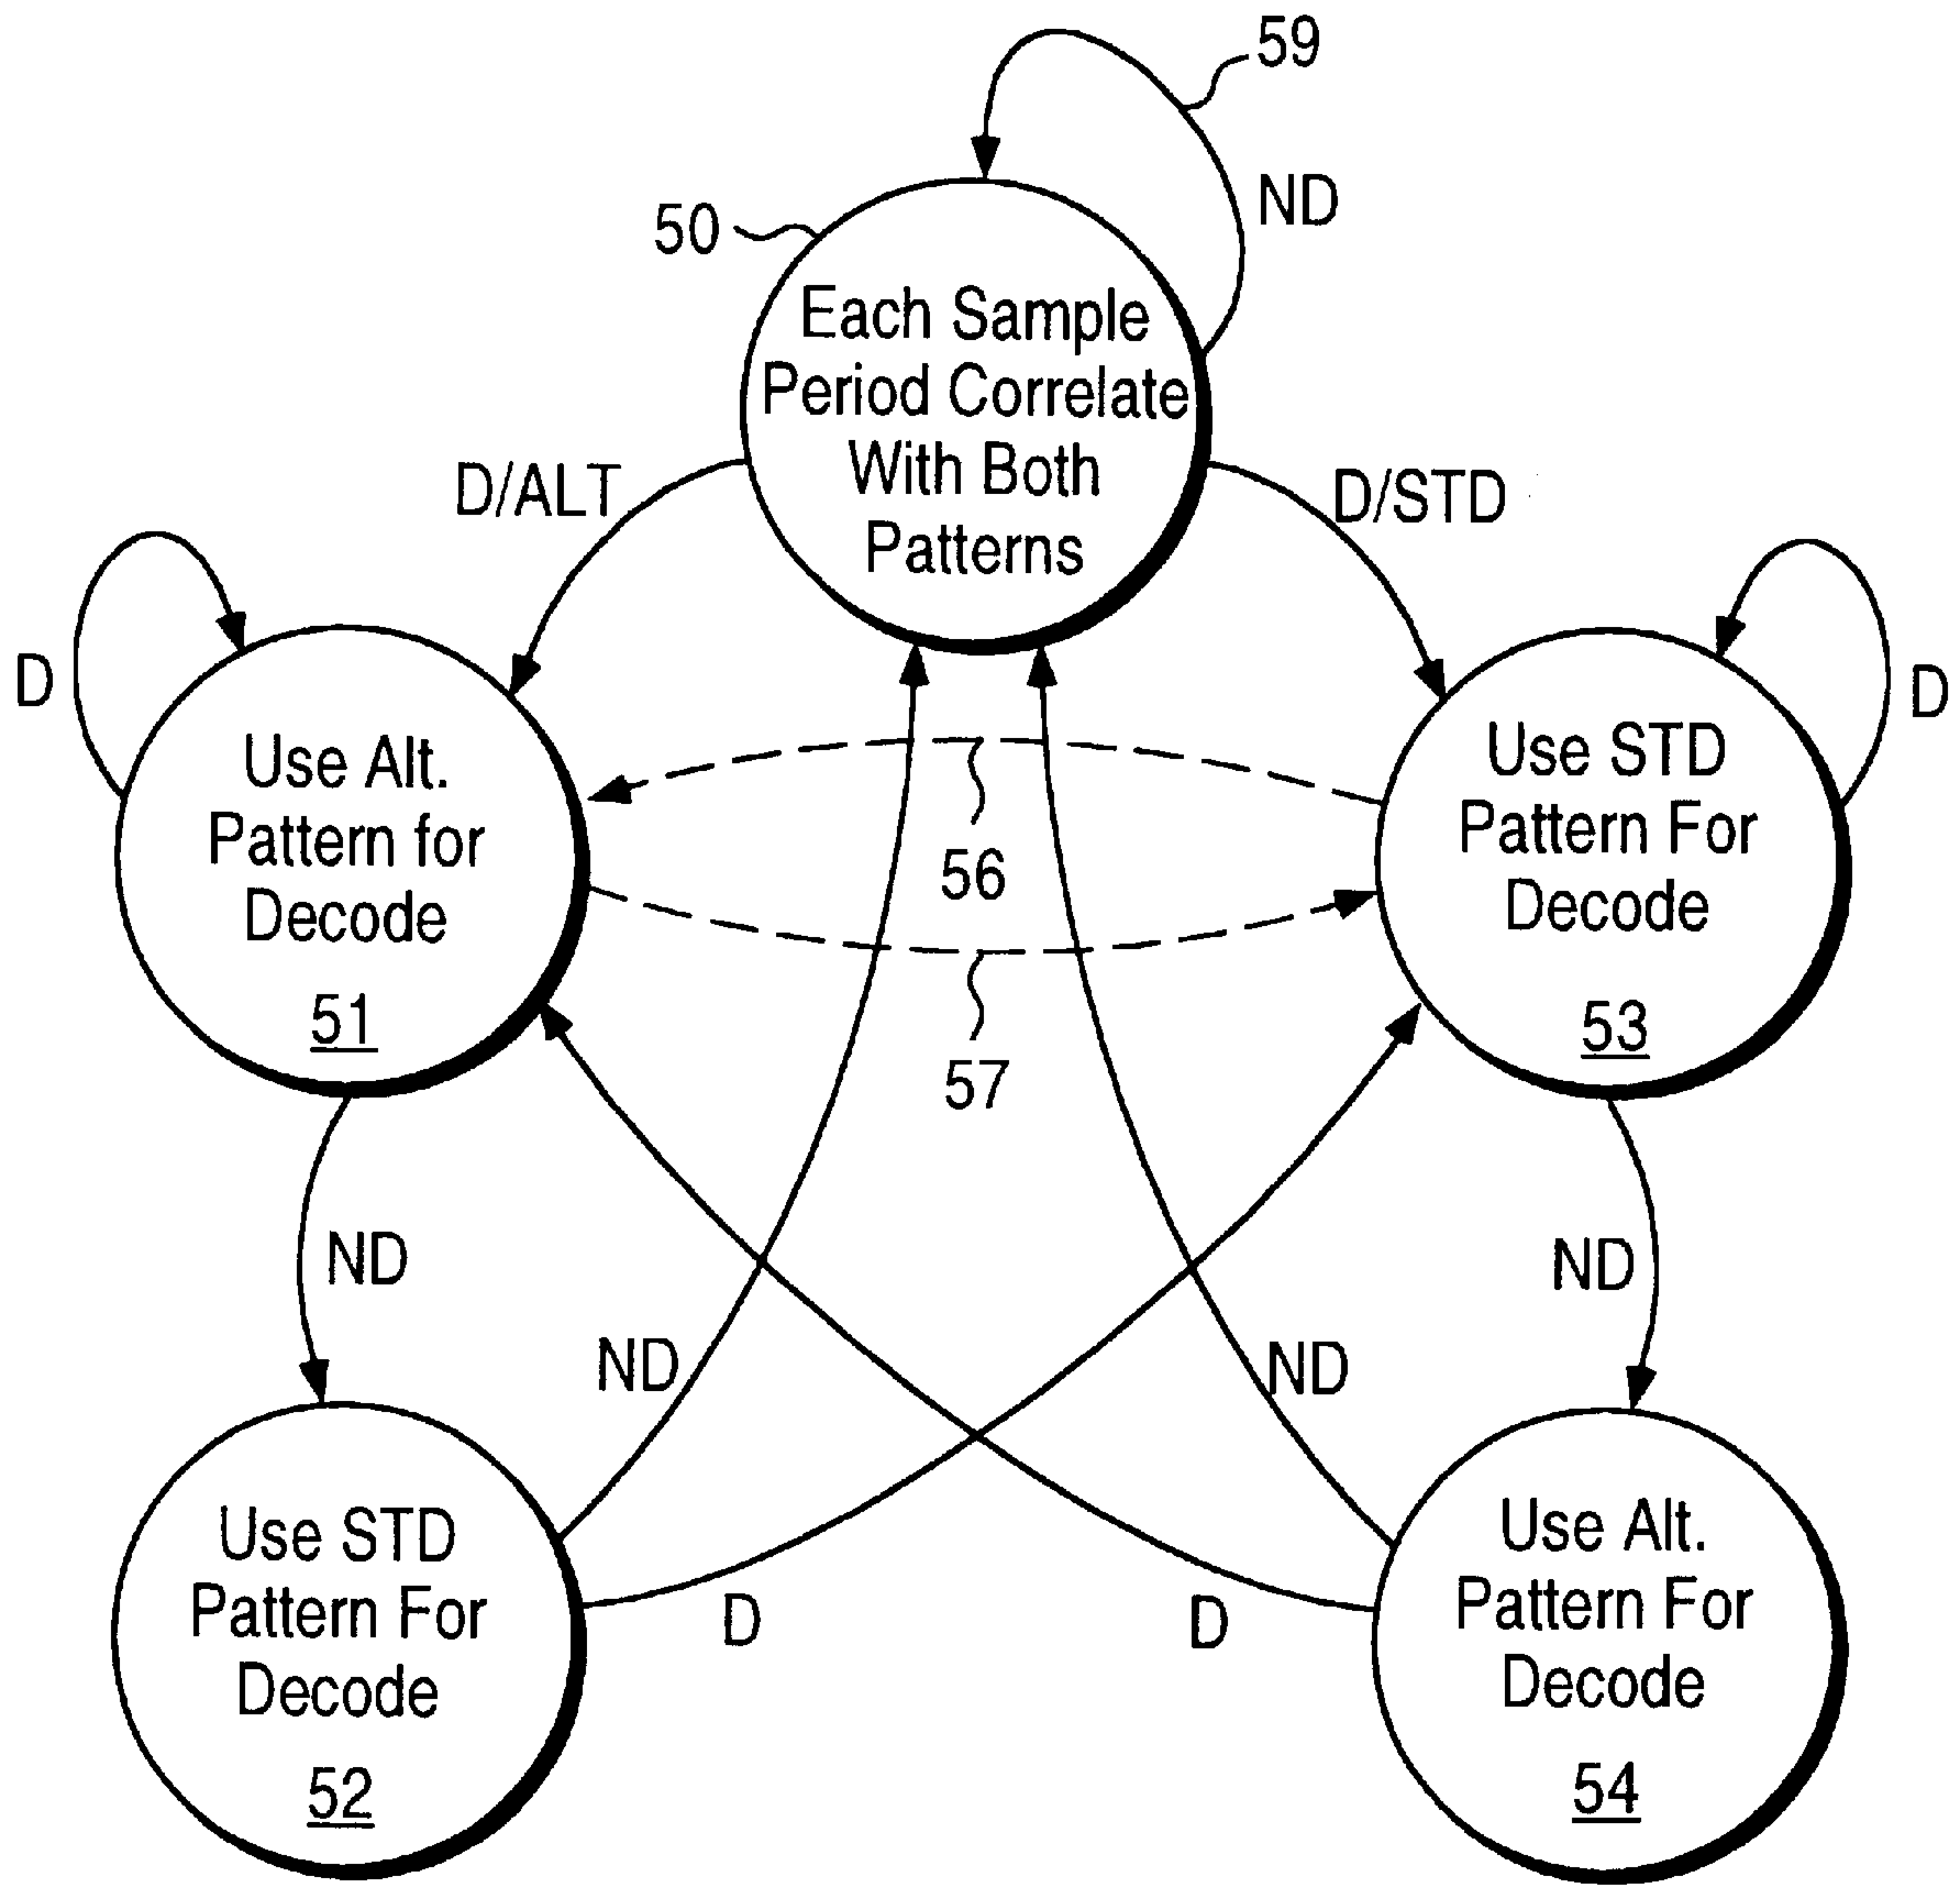 59
ND
50
Each Sample
Period Correlate
With Both
Patterns
D/ALT
D/STD
D
Use Alt.
Pattern for
Decode
51
56
57
Use STD
Pattern For
Decode
53
D
ND
ND
ND
ND
Use STD
Pattern For
Decode
52
D
D
Use Alt.
Pattern For
Decode
54